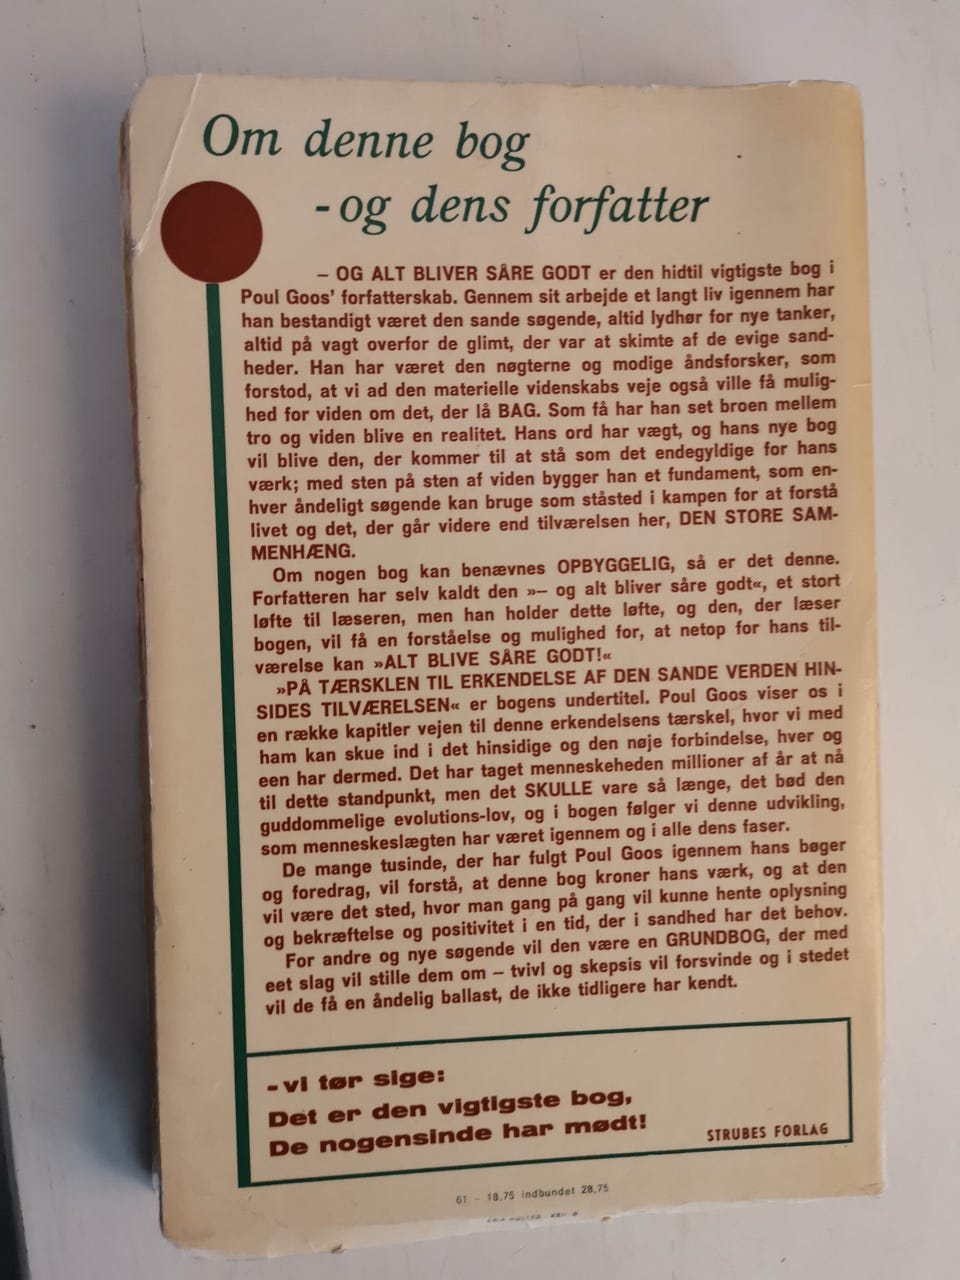 Om denne bog
- og dens forfatter
– OG ALT BLIVER SÅRE GODT er den hidtil vigtigste bog i
Poul Goos' forfatterskab. Gennem sit arbejde et langt liv igennem har
han bestandigt været den sande søgende, altid lydhør for nye tanker,
altid på vagt overfor de glimt, der var at skimte af de evige sand-
heder. Han har været den nøgterne og modige åndsforsker, som
forstod, at vi ad den materielle videnskabs veje også ville få mulig-
hed for viden om det, der lå BAG. Som få har han set broen mellem
tro og viden blive en realitet. Hans ord har vægt, og hans nye bog
vil blive den, der kommer til at stå som det endegyldige for hans
værk; med sten på sten af viden bygger han et fundament, som en-
hver åndeligt søgende kan bruge som ståsted i kampen for at forstå
livet og det, der går videre end tilværelsen her, DEN STORE SAM-
MENHÆNG.
Om nogen bog kan benævnes OPBYGGELIG, så er det denne.
Forfatteren har selv kaldt den »— og alt bliver såre godt«, et stort
løfte til læseren, men han holder dette løfte, og den, der læser
bogen, vil få en forståelse og mulighed for, at netop for hans til-
værelse kan »ALT BLIVE SÅRE GODT!«
»PÅ TÆRSKLEN TIL ERKENDELSE AF DEN SANDE VERDEN HIN-
SIDES TILVÆRELSEN« er bogens undertitel. Poul Goos viser os i
en række kapitler vejen til denne erkendelsens tærskel, hvor vi med
ham kan skue ind i det hinsidige og den nøje forbindelse, hver og
een har dermed. Det har taget menneskeheden millioner af år at nå
til dette standpunkt, men det SKULLE vare så længe, det bød den
guddommelige evolutions-lov, og i bogen følger vi denne udvikling,
som menneskeslægten har været igennem og i alle dens faser.
De mange tusinde, der har fulgt Poul Goos igennem hans bøger
og foredrag, vil forstå, at denne bog kroner hans værk, og at den
vil være det sted, hvor man gang på gang vil kunne hente oplysning
og bekræftelse og positivitet i en tid, der i sandhed har det behov.
For andre og nye søgende vil den være en GRUNDBOG, der med
eet slag vil stille dem om – tvivl og skepsis vil forsvinde og i stedet
vil de få en åndelig ballast, de ikke tidligere har kendt.
- vi tør sige:
Det er den vigtigste bog,
De nogensinde har mødt!
STRUBES FORLAG
61 - 18,75 indbundet 28,75